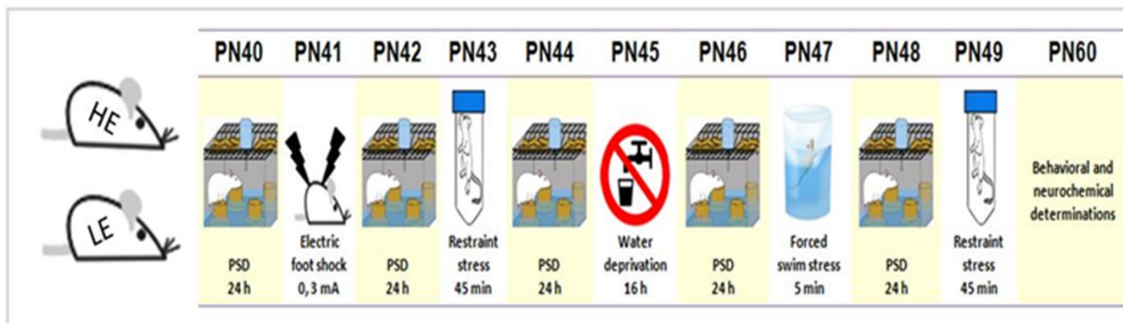 PN40 PN41 PN42 PN43 PN44 PN45 PN46 PN47 PN48 PN49 PN60
HE
LE
PSD
24 h
Electric
foot shock
0, 3 mA
PSD
24 h
Restraint
stress
45 min
PSD
24 h
Water
deprivation
16 h
PSD
24 h
Forced
swim stress
5 min
PSD
24 h
Restraint
stress
45 min
Behavioral and
neurochemical
determinations